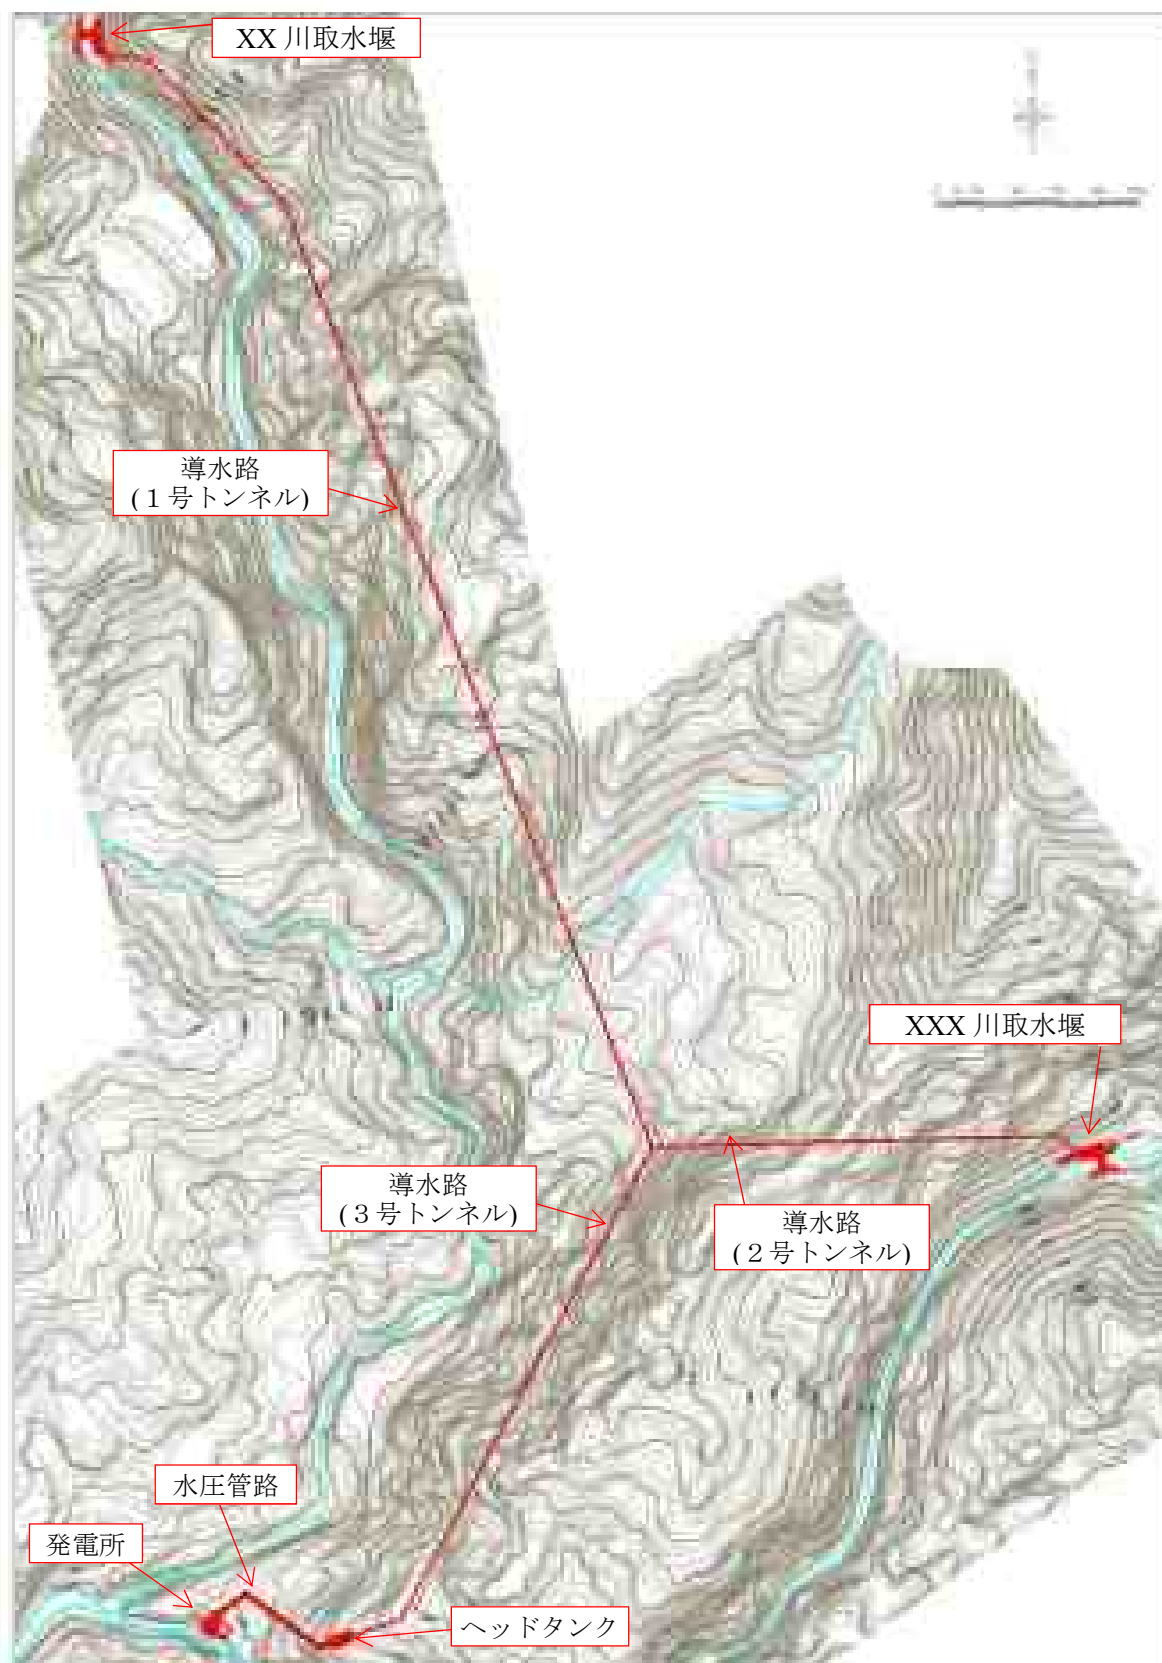 XX 川取水堰
導水路
(１号トンネル)
XXX 川取水堰
導水路
(３号トンネル)
導水路
(２号トンネル)
水圧管路
発電所
ヘッドタンク